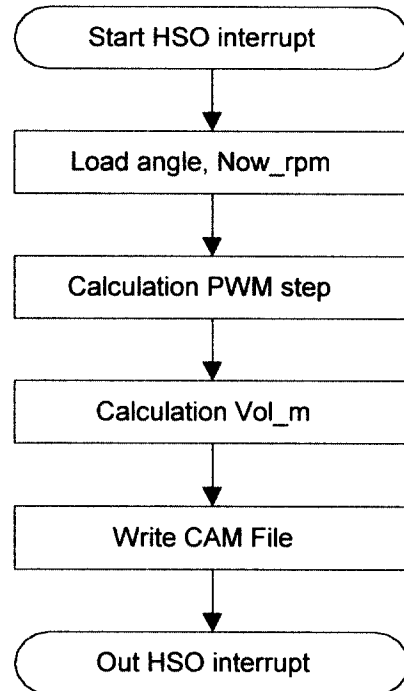 Start HSO interrupt
Load angle, Now_rpm
Calculation PWM step
Calculation Vol_m
Write CAM File
Out HSO interrupt